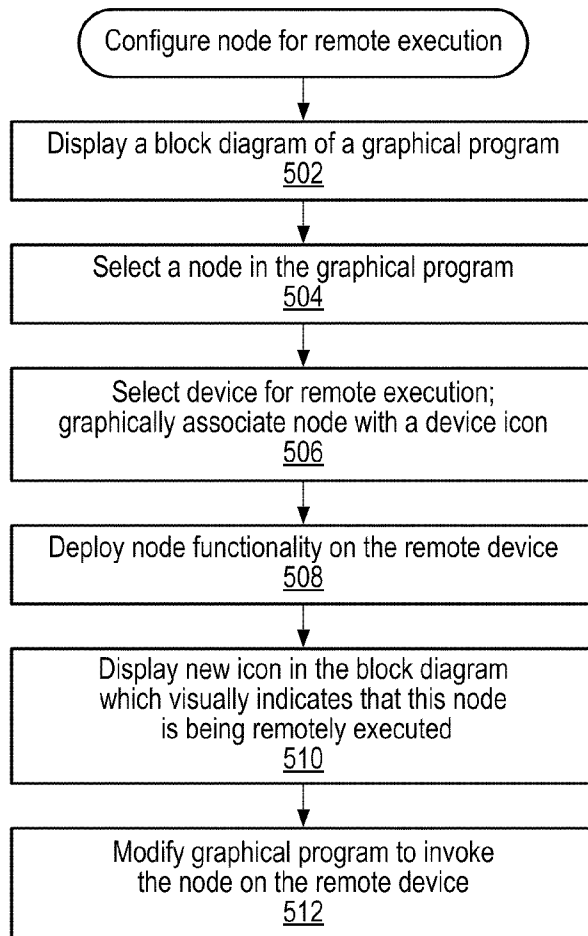 Configure node for remote execution
Display a block diagram of a graphical program
502
Select a node in the graphical program
504
Select device for remote execution;
graphically associate node with a device icon
506
Deploy node functionality on the remote device
508
Display new icon in the block diagram
which visually indicates that this node
is being remotely executed
510
Modify graphical program to invoke
the node on the remote device
512